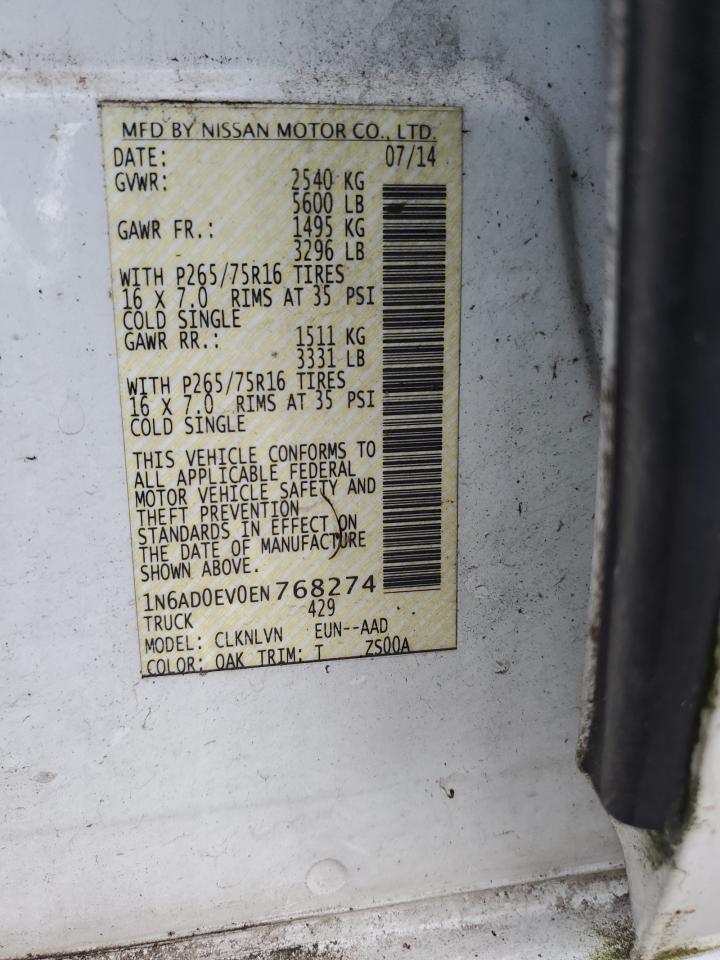 MFD BY NISSAN MOTOR CO., LTD.
DATE: 07/14
GVWR: 2540 KG
5600 LB
GAWR FR.: 1495 KG
3296 LB
WITH P265/75R16 TIRES
16 X 7.0 RIMS AT 35 PSI
COLD SINGLE
GAWR RR.: 1511 KG
3331 LB
WITH P265/75R16 TIRES
16 X 7.0 RIMS AT 35 PSI
COLD SINGLE
THIS VEHICLE CONFORMS TO
ALL APPLICABLE FEDERAL
MOTOR VEHICLE SAFETY AND
THEFT PREVENTION
STANDARDS IN EFFECT ON
THE DATE OF MANUFACTURE
SHOWN ABOVE.
1N6AD0EV0EN 768274
TRUCK 429
MODEL: CLKNLVN EUN--AAD
COLOR: QAK TRIM: T ZS00A